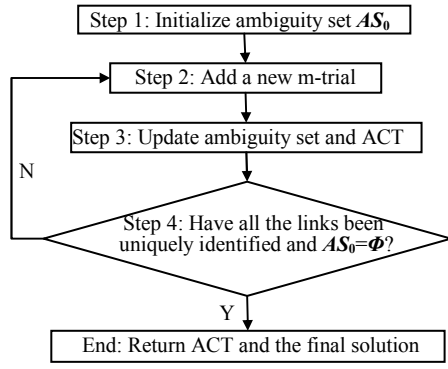 Step 1: Initialize ambiguity set AS₀
Step 2: Add a new m-trial
Step 3: Update ambiguity set and ACT
N
Step 4: Have all the links been
uniquely identified and AS₀=Φ?
Y
End: Return ACT and the final solution